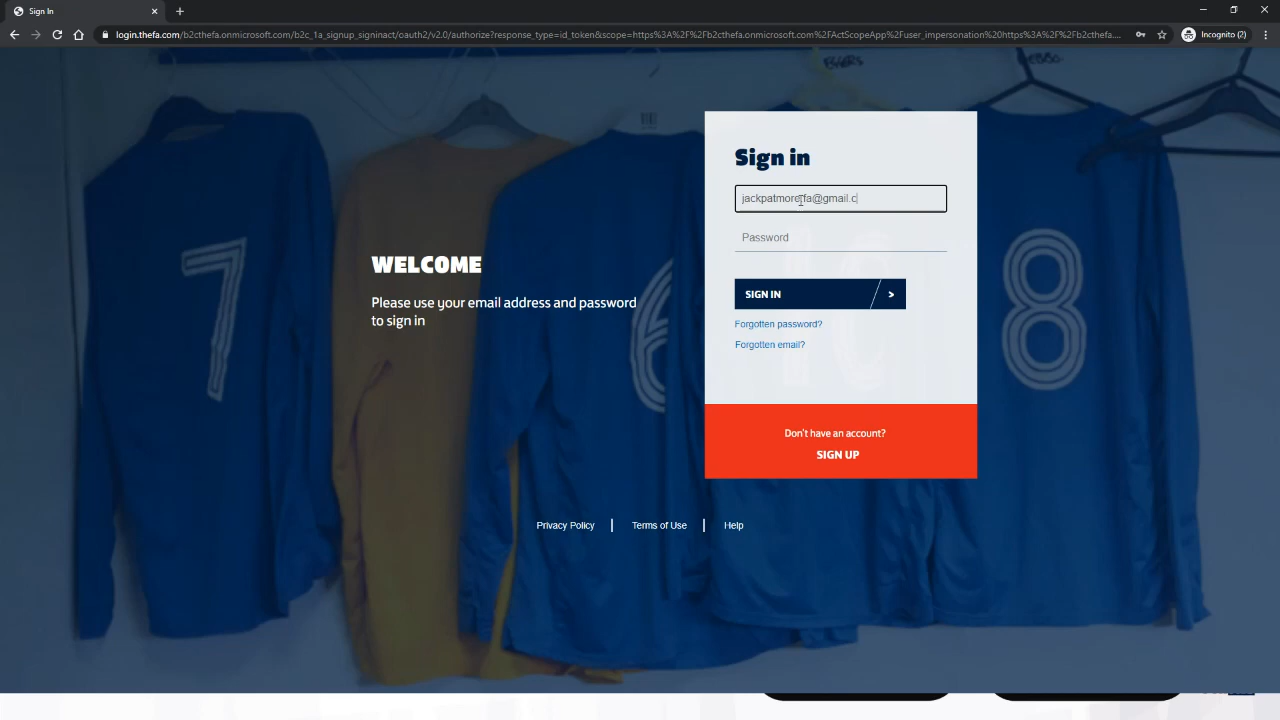 Sign In
login.thefa.com/b2cthefa.onmicrosoft.com/b2c_1a_signup_signinact/oauth2/v2.0/authorize?response_type=id_token&scope=https%3A%2F%2Fb2cthefa.onmicrosoft.com%2FActScopeApp%2Fuser_impersonation%20https%3A%2F%2Fb2cthefa....
Incognito (2)
7
6
8
Sign in
jackpatmorefa@gmail.c
Password
WELCOME
Please use your email address and password
to sign in
SIGN IN >
Forgotten password?
Forgotten email?
Don't have an account?
SIGN UP
Privacy Policy | Terms of Use | Help